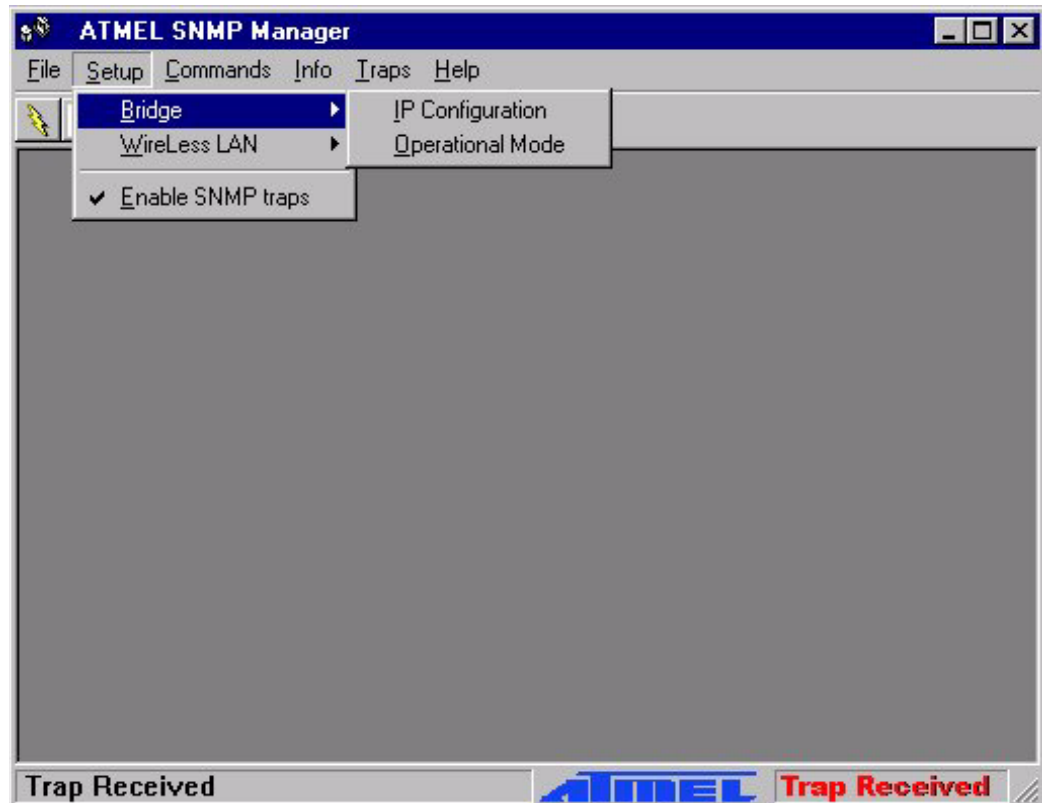 ATMEL SNMP Manager
File Setup Commands Info Traps Help
Bridge IP Configuration
WireLess LAN Operational Mode
✔ Enable SNMP traps
Trap Received ATMEL Trap Received